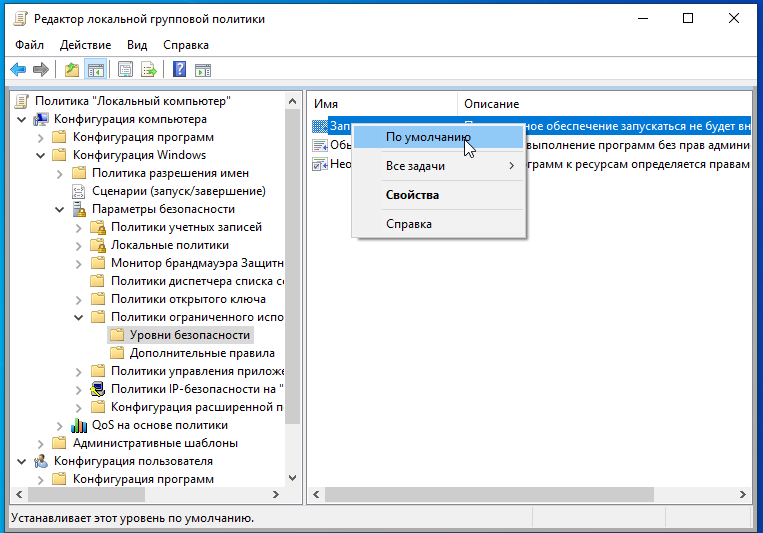 Редактор локальной групповой политики
Файл Действие Вид Справка
Политика "Локальный компьютер"
Конфигурация компьютера
Конфигурация программ
Конфигурация Windows
Политика разрешения имен
Сценарии (запуск/завершение)
Параметры безопасности
Политики учетных записей
Локальные политики
Монитор брандмауэра Защитн
Политики диспетчера списка се
Политики открытого ключа
Политики ограниченного испо
Уровни безопасности
Дополнительные правила
Политики управления приложе
Политики IP-безопасности на "
Конфигурация расширенной п
QoS на основе политики
Административные шаблоны
Конфигурация пользователя
Конфигурация программ
Имя Описание
Зап ное обеспечение запускаться не будет вн
Обы выполнение программ без прав админи
Нео рограмм к ресурсам определяется правами
По умолчанию
Все задачи
Свойства
Справка
Устанавливает этот уровень по умолчанию.